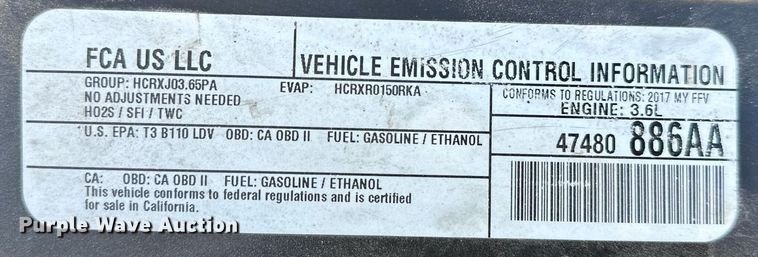 FCA US LLC
VEHICLE EMISSION CONTROL INFORMATION
GROUP: HCRXJ03.65PA EVAP: HCRXR0150RKA
NO ADJUSTMENTS NEEDED
HO2S / SFI / TWC
CONFORMS TO REGULATIONS: 2017 MY FFV
ENGINE: 3.6L
U.S. EPA: T3 B110 LDV OBD: CA OBD II FUEL: GASOLINE / ETHANOL
47480 886AA
CA: OBD: CA OBD II FUEL: GASOLINE / ETHANOL
This vehicle conforms to federal regulations and is certified
for sale in California.
Purple Wave Auction